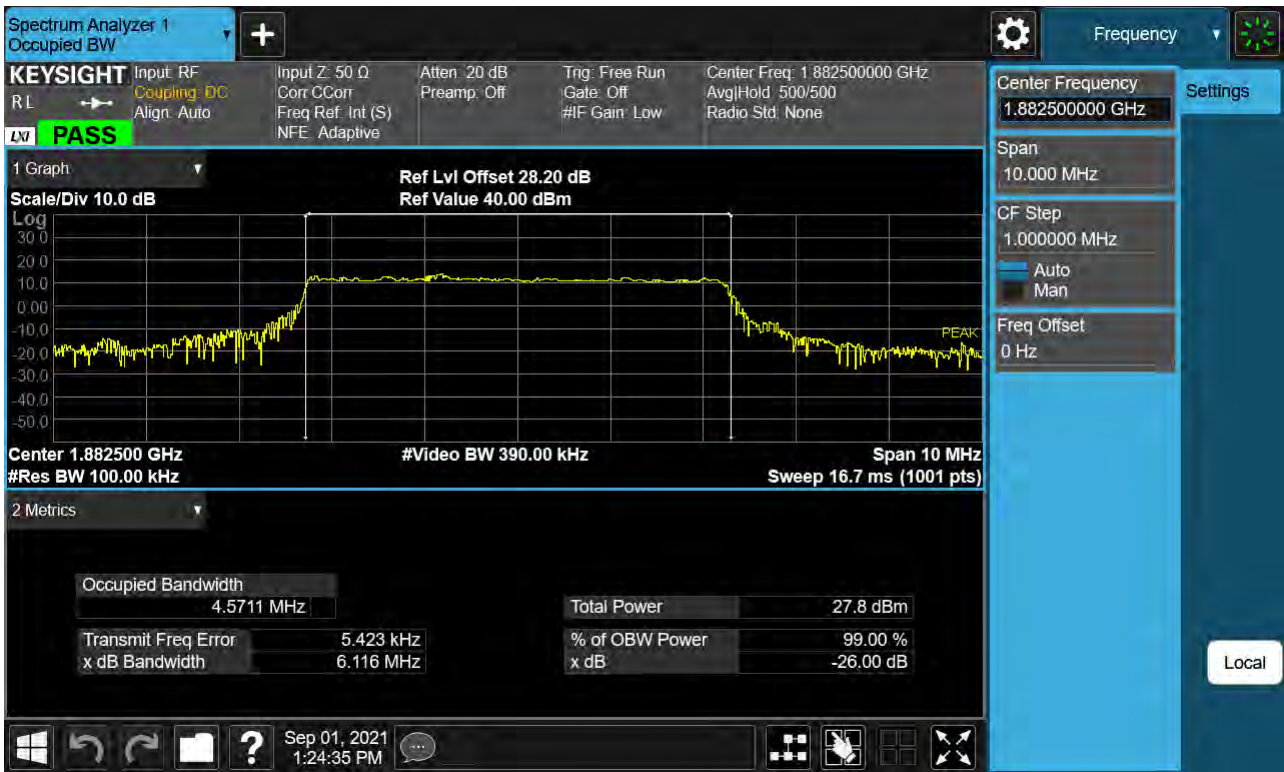 Spectrum Analyzer 1
Occupied BW
Frequency
KEYSIGHT
R L
LXI
PASS
Input: RF
Coupling: DC
Align: Auto
Input Z: 50 Ω
Corr CCorr
Freq Ref: Int (S)
NFE: Adaptive
Atten: 20 dB
Preamp: Off
Trig: Free Run
Gate: Off
#IF Gain: Low
Center Freq: 1.882500000 GHz
Avg|Hold: 500/500
Radio Std: None
1 Graph
Scale/Div 10.0 dB
Ref Lvl Offset 28.20 dB
Ref Value 40.00 dBm
Log
30.0
20.0
10.0
0.00
-10.0
-20.0
-30.0
-40.0
-50.0
PEAK
Center 1.882500 GHz
#Video BW 390.00 kHz
Span 10 MHz
#Res BW 100.00 kHz
Sweep 16.7 ms (1001 pts)
2 Metrics
Occupied Bandwidth
4.5711 MHz
Total Power 27.8 dBm
Transmit Freq Error 5.423 kHz
% of OBW Power 99.00 %
x dB Bandwidth 6.116 MHz
x dB -26.00 dB
Center Frequency
1.882500000 GHz
Settings
Span
10.000 MHz
CF Step
1.000000 MHz
Auto
Man
Freq Offset
0 Hz
Local
?
Sep 01, 2021
1:24:35 PM